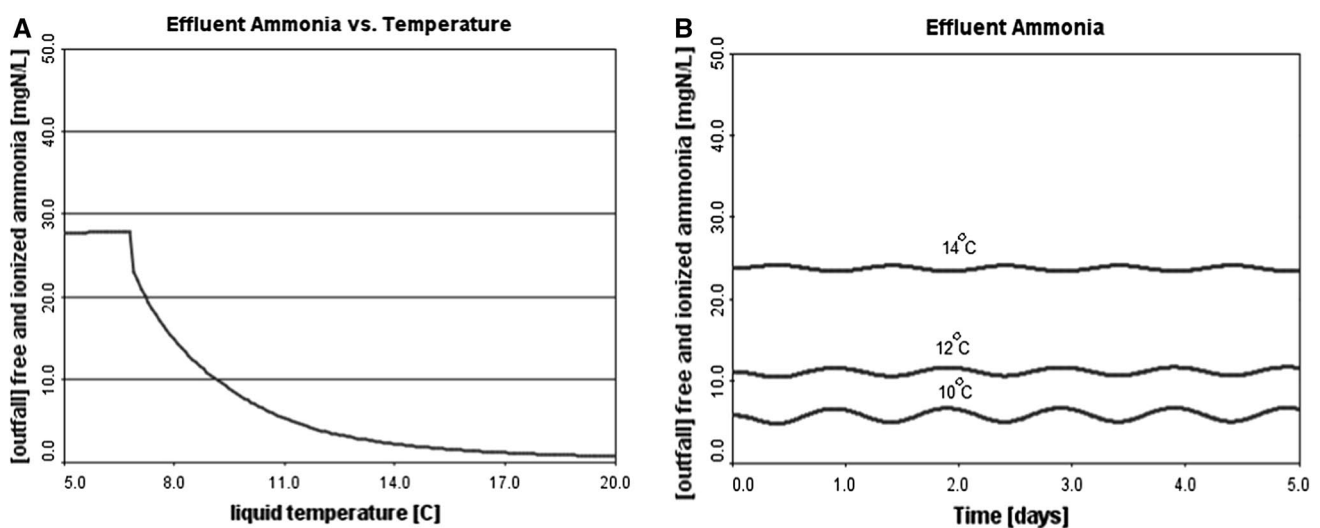 A
Effluent Ammonia vs. Temperature
[outfall] free and ionized ammonia [mgN/L]
50.0
40.0
30.0
20.0
10.0
0.0
5.0 8.0 11.0 14.0 17.0 20.0
liquid temperature [C]
B
Effluent Ammonia
[outfall] free and ionized ammonia [mgN/L]
50.0
40.0
30.0
20.0
10.0
0.0
14°C
12°C
10°C
0.0 1.0 2.0 3.0 4.0 5.0
Time [days]